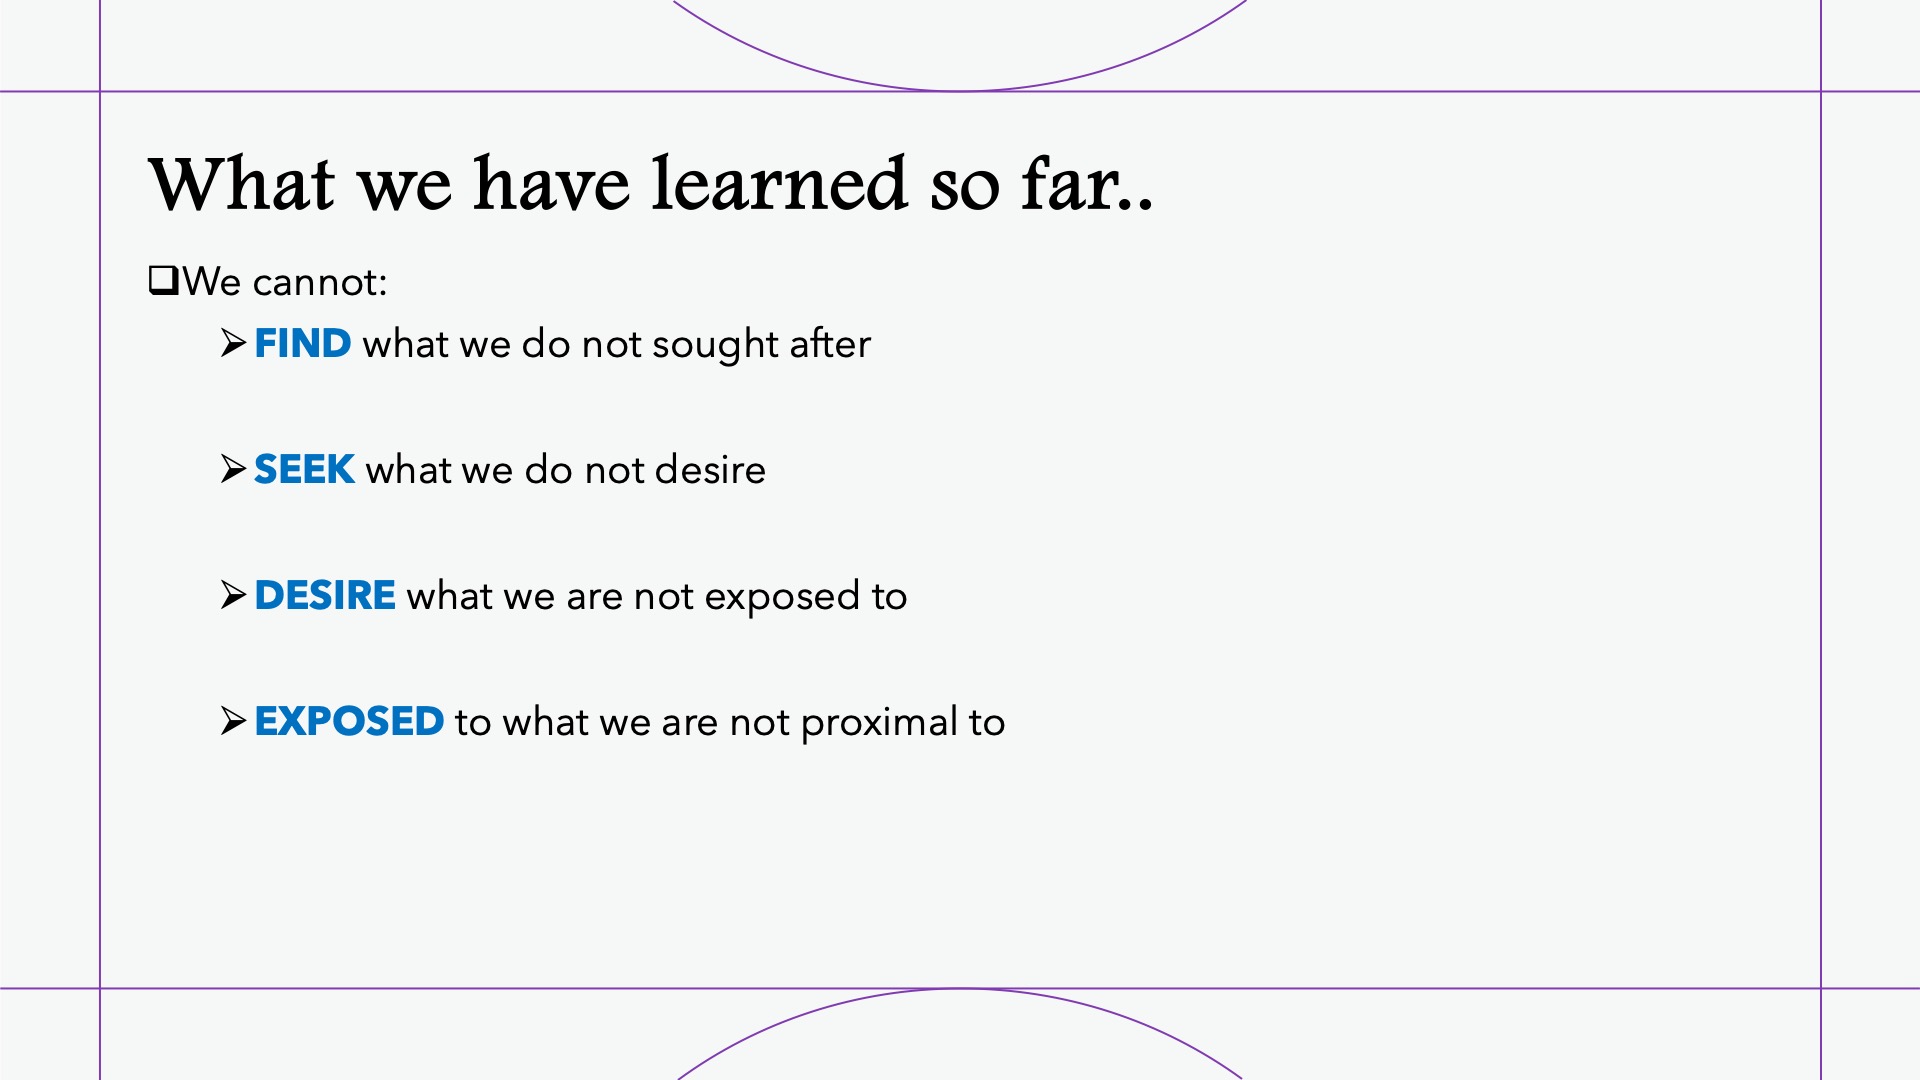 What we have learned so far..
❑We cannot:
➢FIND what we do not sought after
➢SEEK what we do not desire
➢DESIRE what we are not exposed to
➢EXPOSED to what we are not proximal to